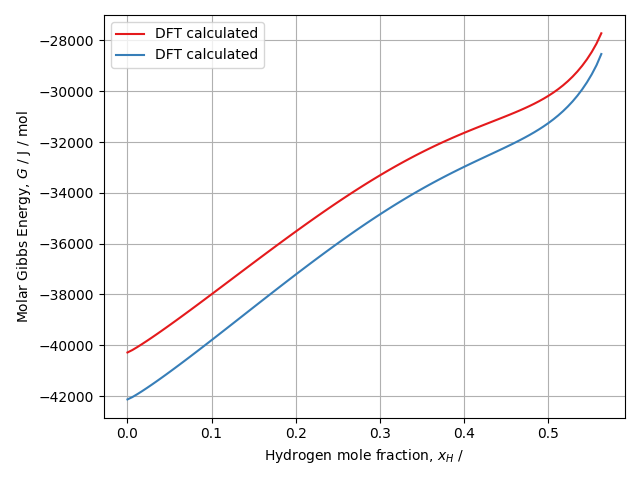 DFT calculated
DFT calculated
Molar Gibbs Energy, G / J / mol
−28000
−30000
−32000
−34000
−36000
−38000
−40000
−42000
0.0 0.1 0.2 0.3 0.4 0.5
Hydrogen mole fraction, x_H /